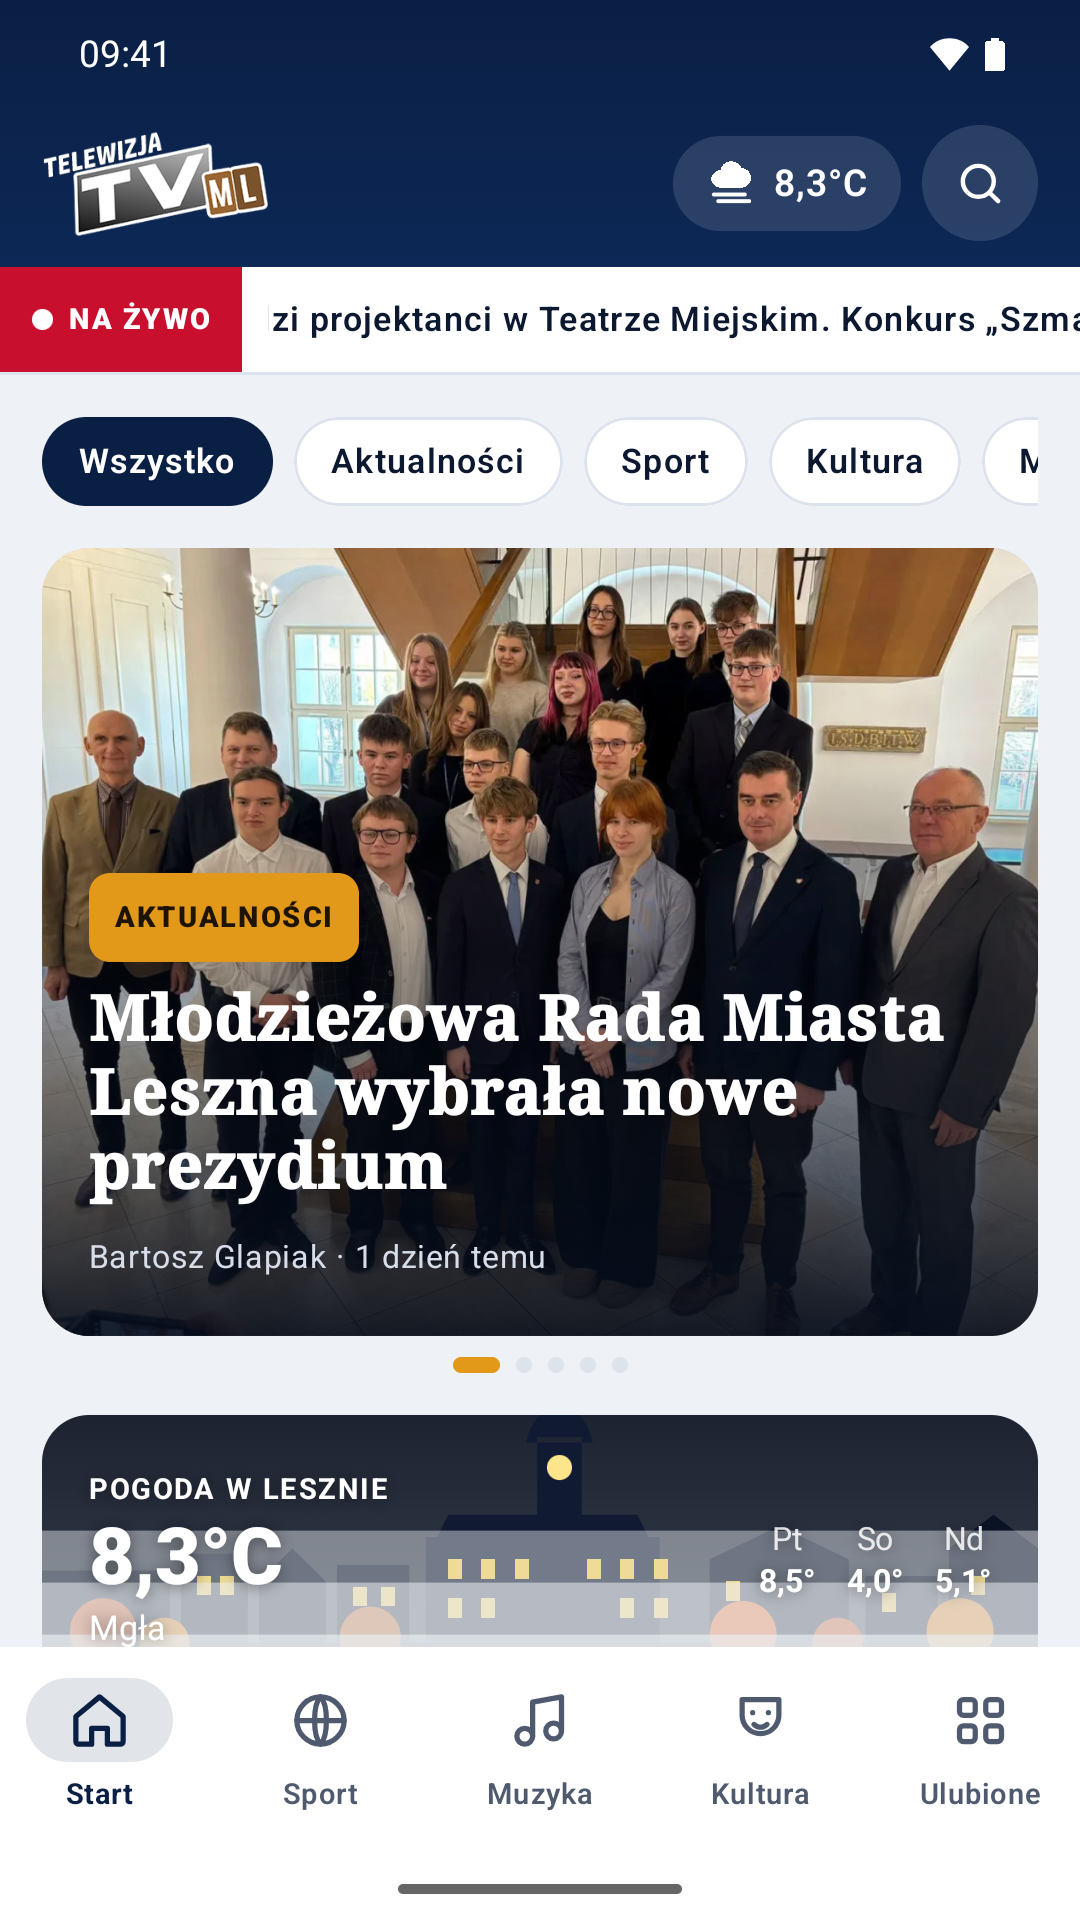 09:41
TELEWIZJA
TV ML
8,3°C
NA ŻYWO
zi projektanci w Teatrze Miejskim. Konkurs „Szma
Wszystko
Aktualności
Sport
Kultura
M
AKTUALNOŚCI
Młodzieżowa Rada Miasta
Leszna wybrała nowe
prezydium
Bartosz Glapiak · 1 dzień temu
POGODA W LESZNIE
8,3°C
Mgła
Pt So Nd
8,5° 4,0° 5,1°
Start
Sport
Muzyka
Kultura
Ulubione